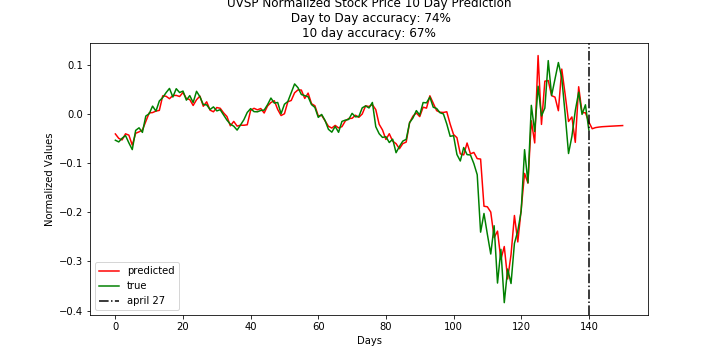 UVSP Normalized Stock Price 10 Day Prediction
Day to Day accuracy: 74%
10 day accuracy: 67%
0.1
0.0
−0.1
−0.2
−0.3
−0.4
Normalized Values
predicted
true
april 27
0 20 40 60 80 100 120 140
Days